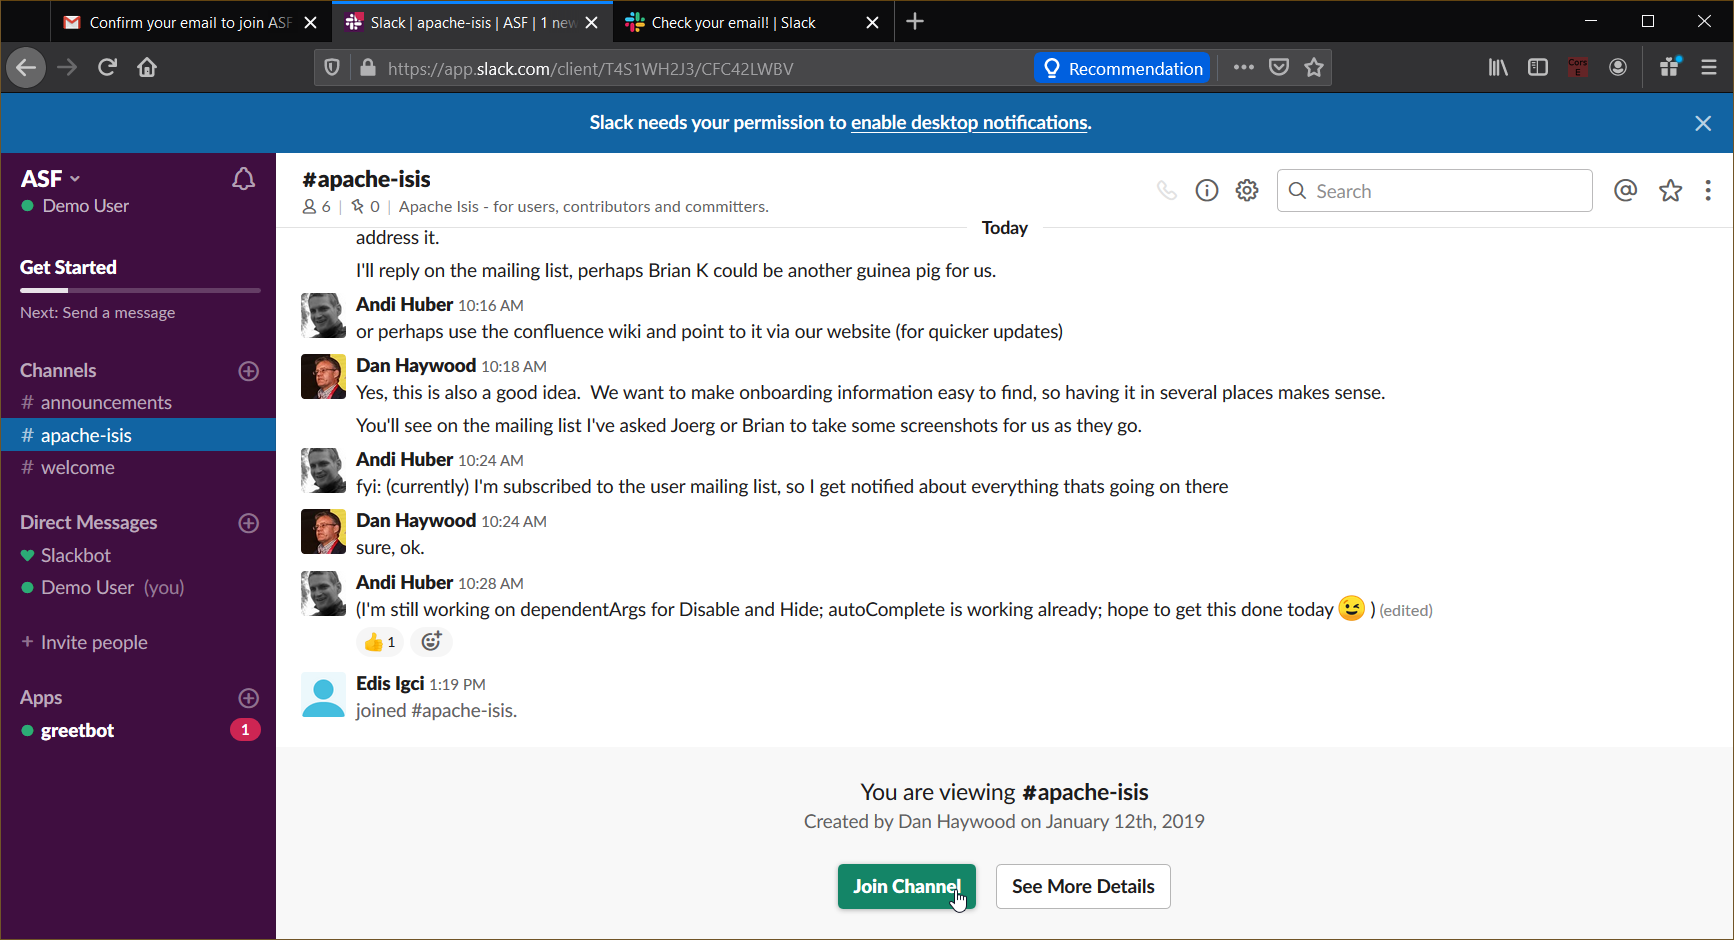 Confirm your email to join ASF
Slack | apache-isis | ASF | 1 new
Check your email! | Slack
https://app.slack.com/client/T4S1WH2J3/CFC42LWBV
Recommendation
Cors
E
Slack needs your permission to enable desktop notifications.
ASF
Demo User
Get Started
Next: Send a message
Channels
# announcements
# apache-isis
# welcome
Direct Messages
Slackbot
Demo User (you)
+ Invite people
Apps
greetbot 1
#apache-isis
6 | 0 | Apache Isis - for users, contributors and committers.
Search
Today
address it.
I'll reply on the mailing list, perhaps Brian K could be another guinea pig for us.
Andi Huber 10:16 AM
or perhaps use the confluence wiki and point to it via our website (for quicker updates)
Dan Haywood 10:18 AM
Yes, this is also a good idea.  We want to make onboarding information easy to find, so having it in several places makes sense.
You'll see on the mailing list I've asked Joerg or Brian to take some screenshots for us as they go.
Andi Huber 10:24 AM
fyi: (currently) I'm subscribed to the user mailing list, so I get notified about everything thats going on there
Dan Haywood 10:24 AM
sure, ok.
Andi Huber 10:28 AM
(I'm still working on dependentArgs for Disable and Hide; autoComplete is working already; hope to get this done today 😉 ) (edited)
👍 1
Edis Igci 1:19 PM
joined #apache-isis.
You are viewing #apache-isis
Created by Dan Haywood on January 12th, 2019
Join Channel
See More Details